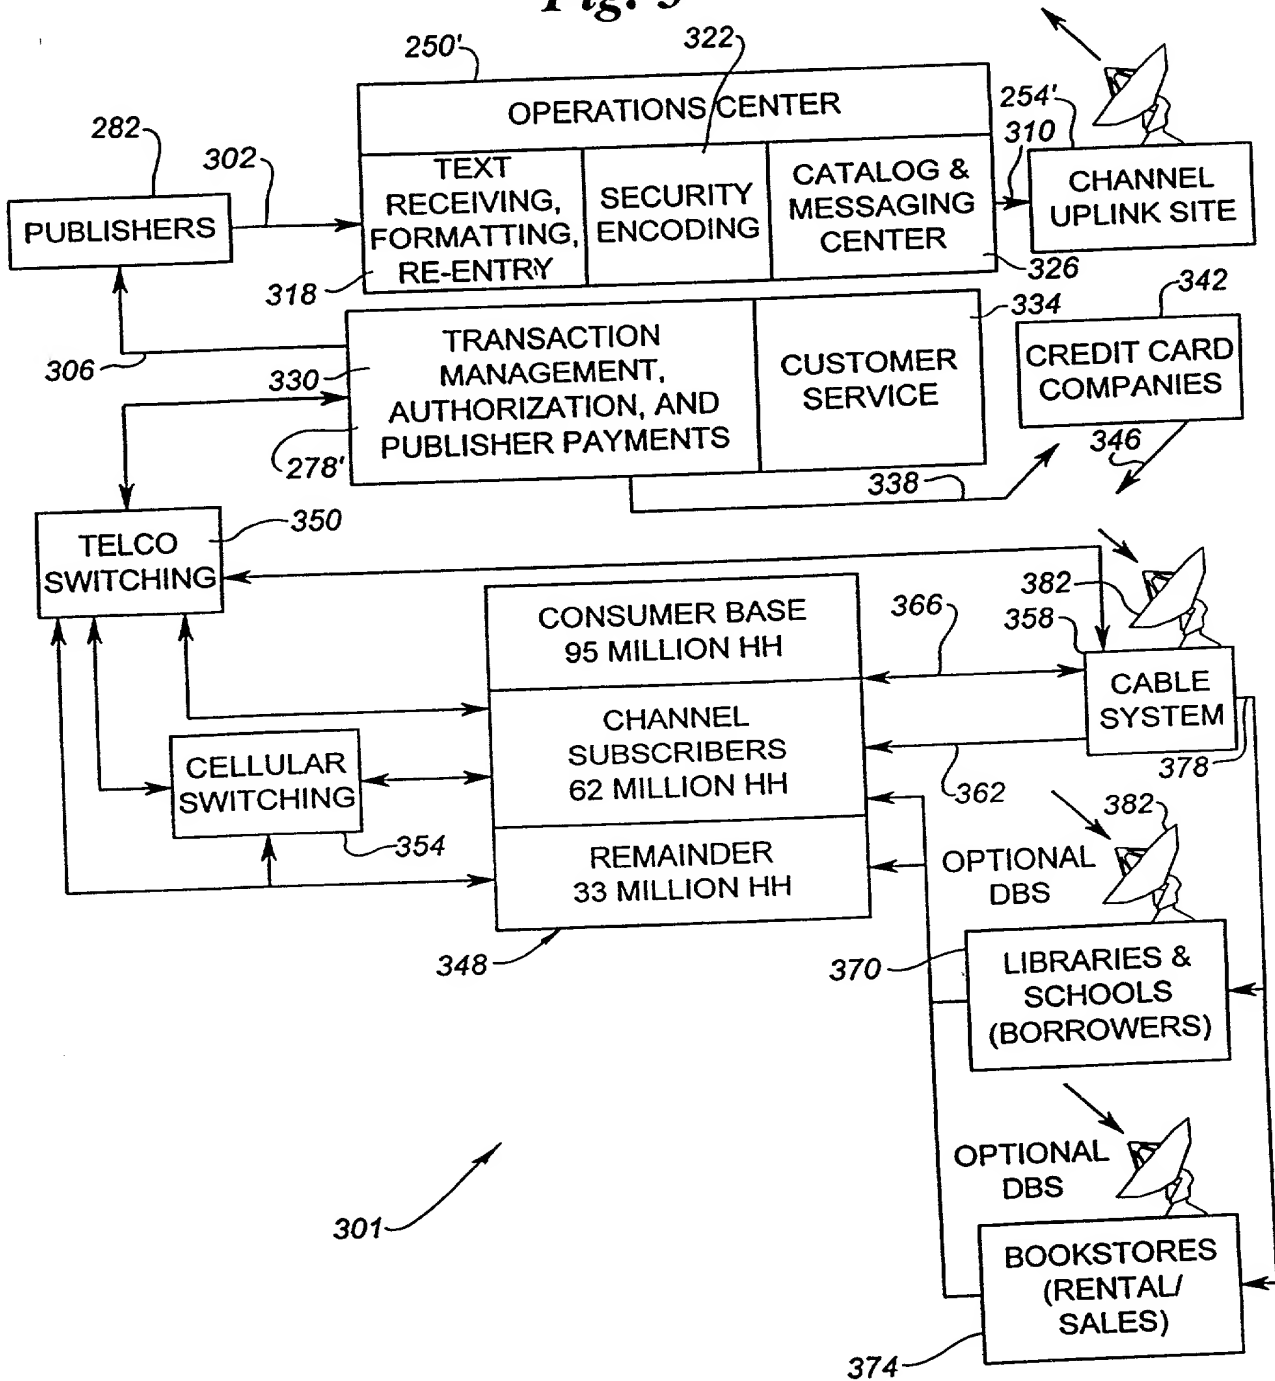 250'
322
OPERATIONS CENTER
254'
310
282
302
PUBLISHERS
TEXT
RECEIVING,
FORMATTING,
RE-ENTRY
SECURITY
ENCODING
CATALOG &
MESSAGING
CENTER
CHANNEL
UPLINK SITE
318
326
306
330
TRANSACTION
MANAGEMENT,
AUTHORIZATION, AND
PUBLISHER PAYMENTS
CUSTOMER
SERVICE
334
342
CREDIT CARD
COMPANIES
278'
338
346
350
TELCO
SWITCHING
CONSUMER BASE
95 MILLION HH
366
382
358
CABLE
SYSTEM
CHANNEL
SUBSCRIBERS
62 MILLION HH
CELLULAR
SWITCHING
354
362
378
382
REMAINDER
33 MILLION HH
OPTIONAL
DBS
348
370
LIBRARIES &
SCHOOLS
(BORROWERS)
301
OPTIONAL
DBS
BOOKSTORES
(RENTAL/
SALES)
374